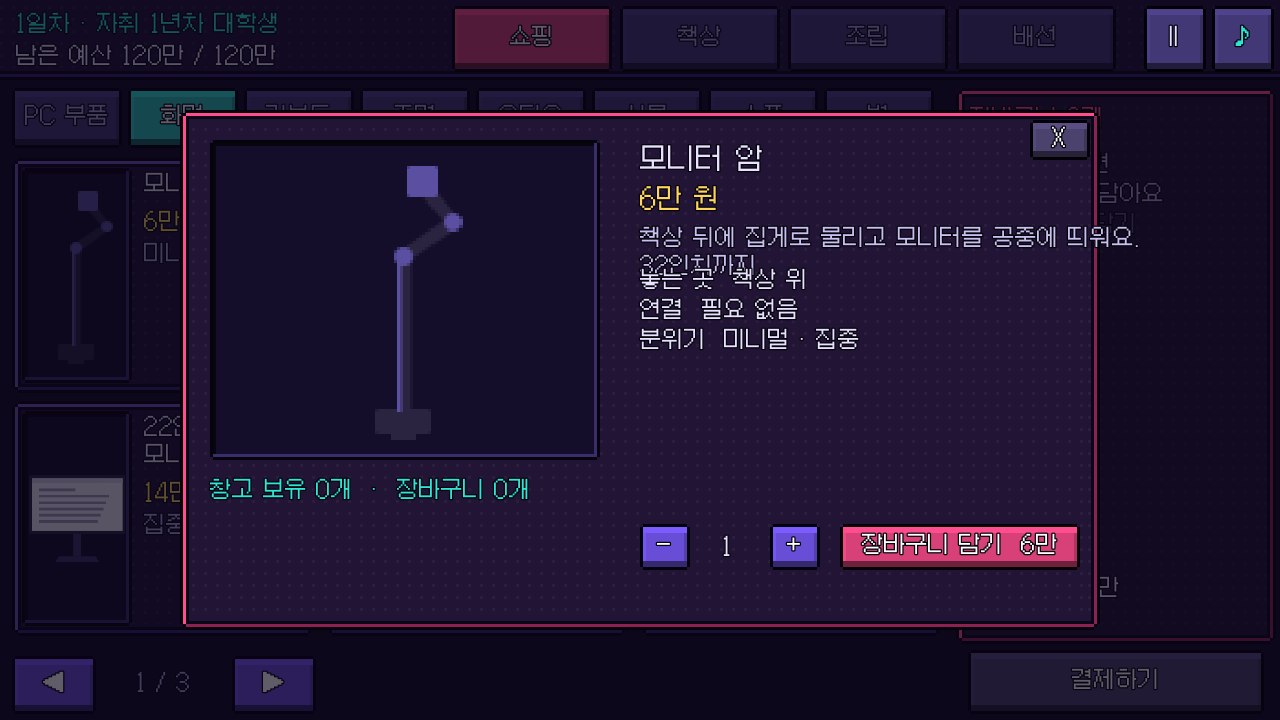 1일차 · 자취 1년차 대학생
남은 예산 120만 / 120만
쇼핑
책상
조립
배선
PC 부품
모니터 암
6만 원
책상 뒤에 집게로 물리고 모니터를 공중에 띄워요.
32인치까지
놓는 곳 책상 위
연결 필요 없음
분위기 미니멀 · 집중
창고 보유 0개 · 장바구니 0개
− 1 +
장바구니 담기 6만
X
1 / 3
결제하기